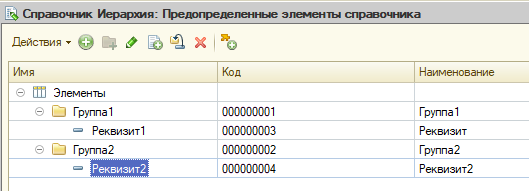 Справочник Иерархия: Предопределенные элементы справочника
Действия
Имя Код Наименование
Элементы
Группа1 000000001 Группа1
Реквизит1 000000003 Реквизит
Группа2 000000002 Группа2
Реквизит2 000000004 Реквизит2